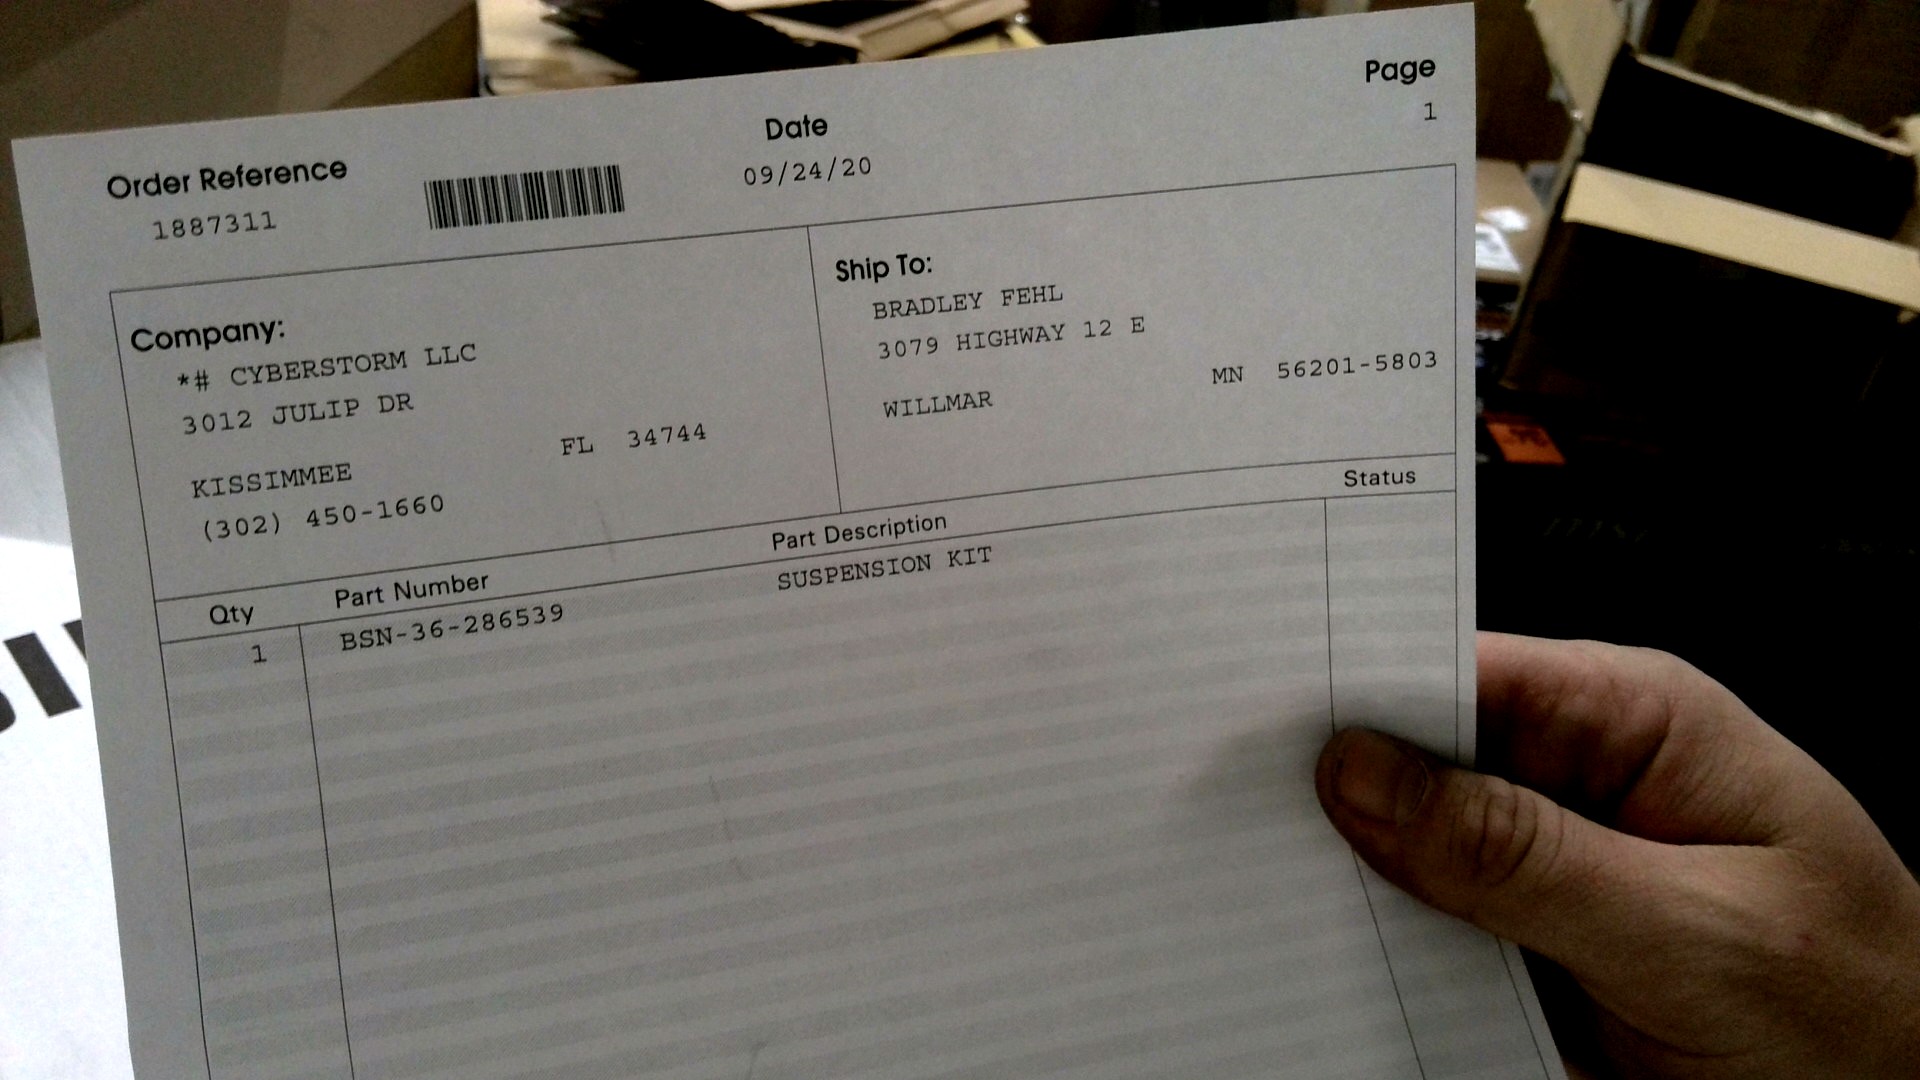 Page
1
Date
09/24/20
Order Reference
1887311
Company:
*# CYBERSTORM LLC
3012 JULIP DR
KISSIMMEE FL 34744
(302) 450-1660
Ship To:
BRADLEY FEHL
3079 HIGHWAY 12 E
WILLMAR MN 56201-5803
Qty Part Number Part Description Status
1 BSN-36-286539 SUSPENSION KIT